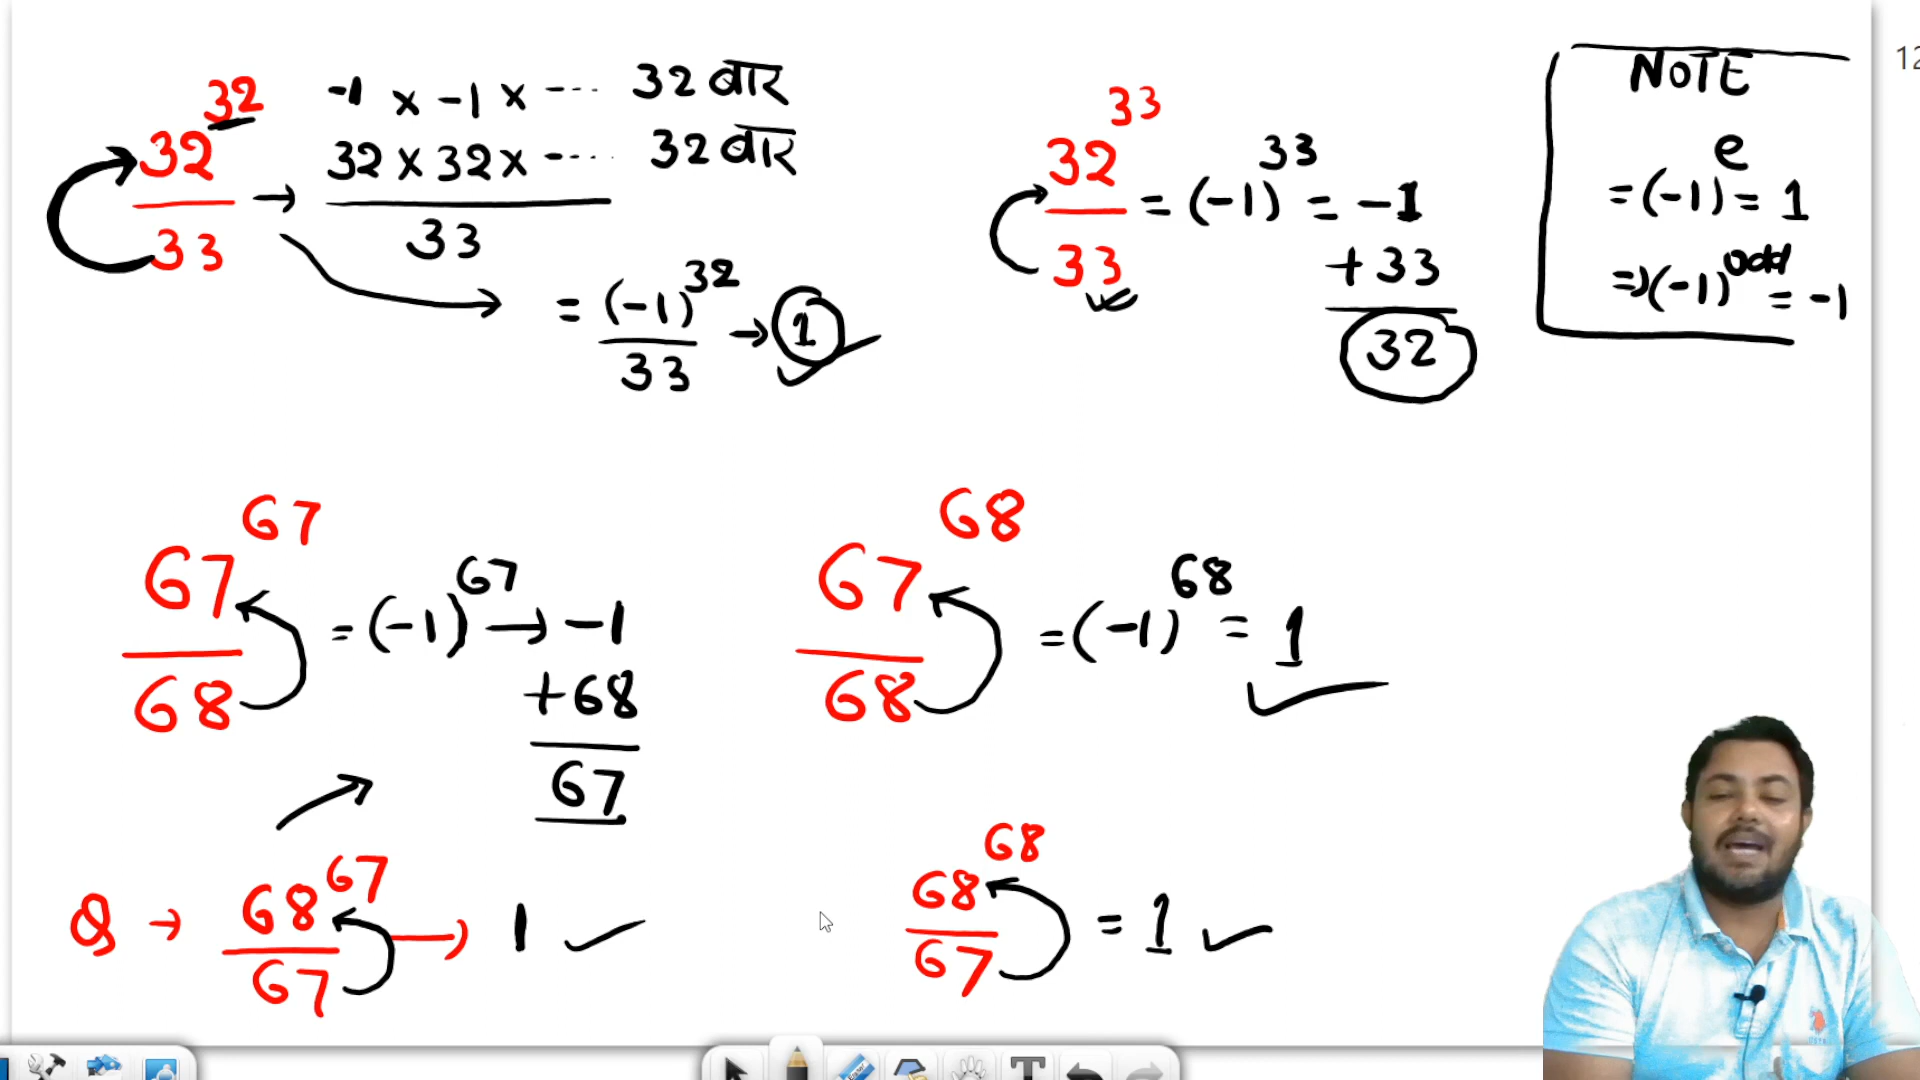 32^32 / 33 → -1 × -1 × ---- 32 बार
32 × 32 × ---- 32 बार / 33
= (-1)^32 / 33 → 1
32^33 / 33 = (-1)^33 = -1
+33
32
NOTE
= (-1)^e = 1
⇒ (-1)^odd = -1
67^67 / 68 = (-1)^67 → -1
+68
67
67^68 / 68 = (-1)^68 = 1
Q → 68^67 / 67 → 1
68^68 / 67 = 1
12
T